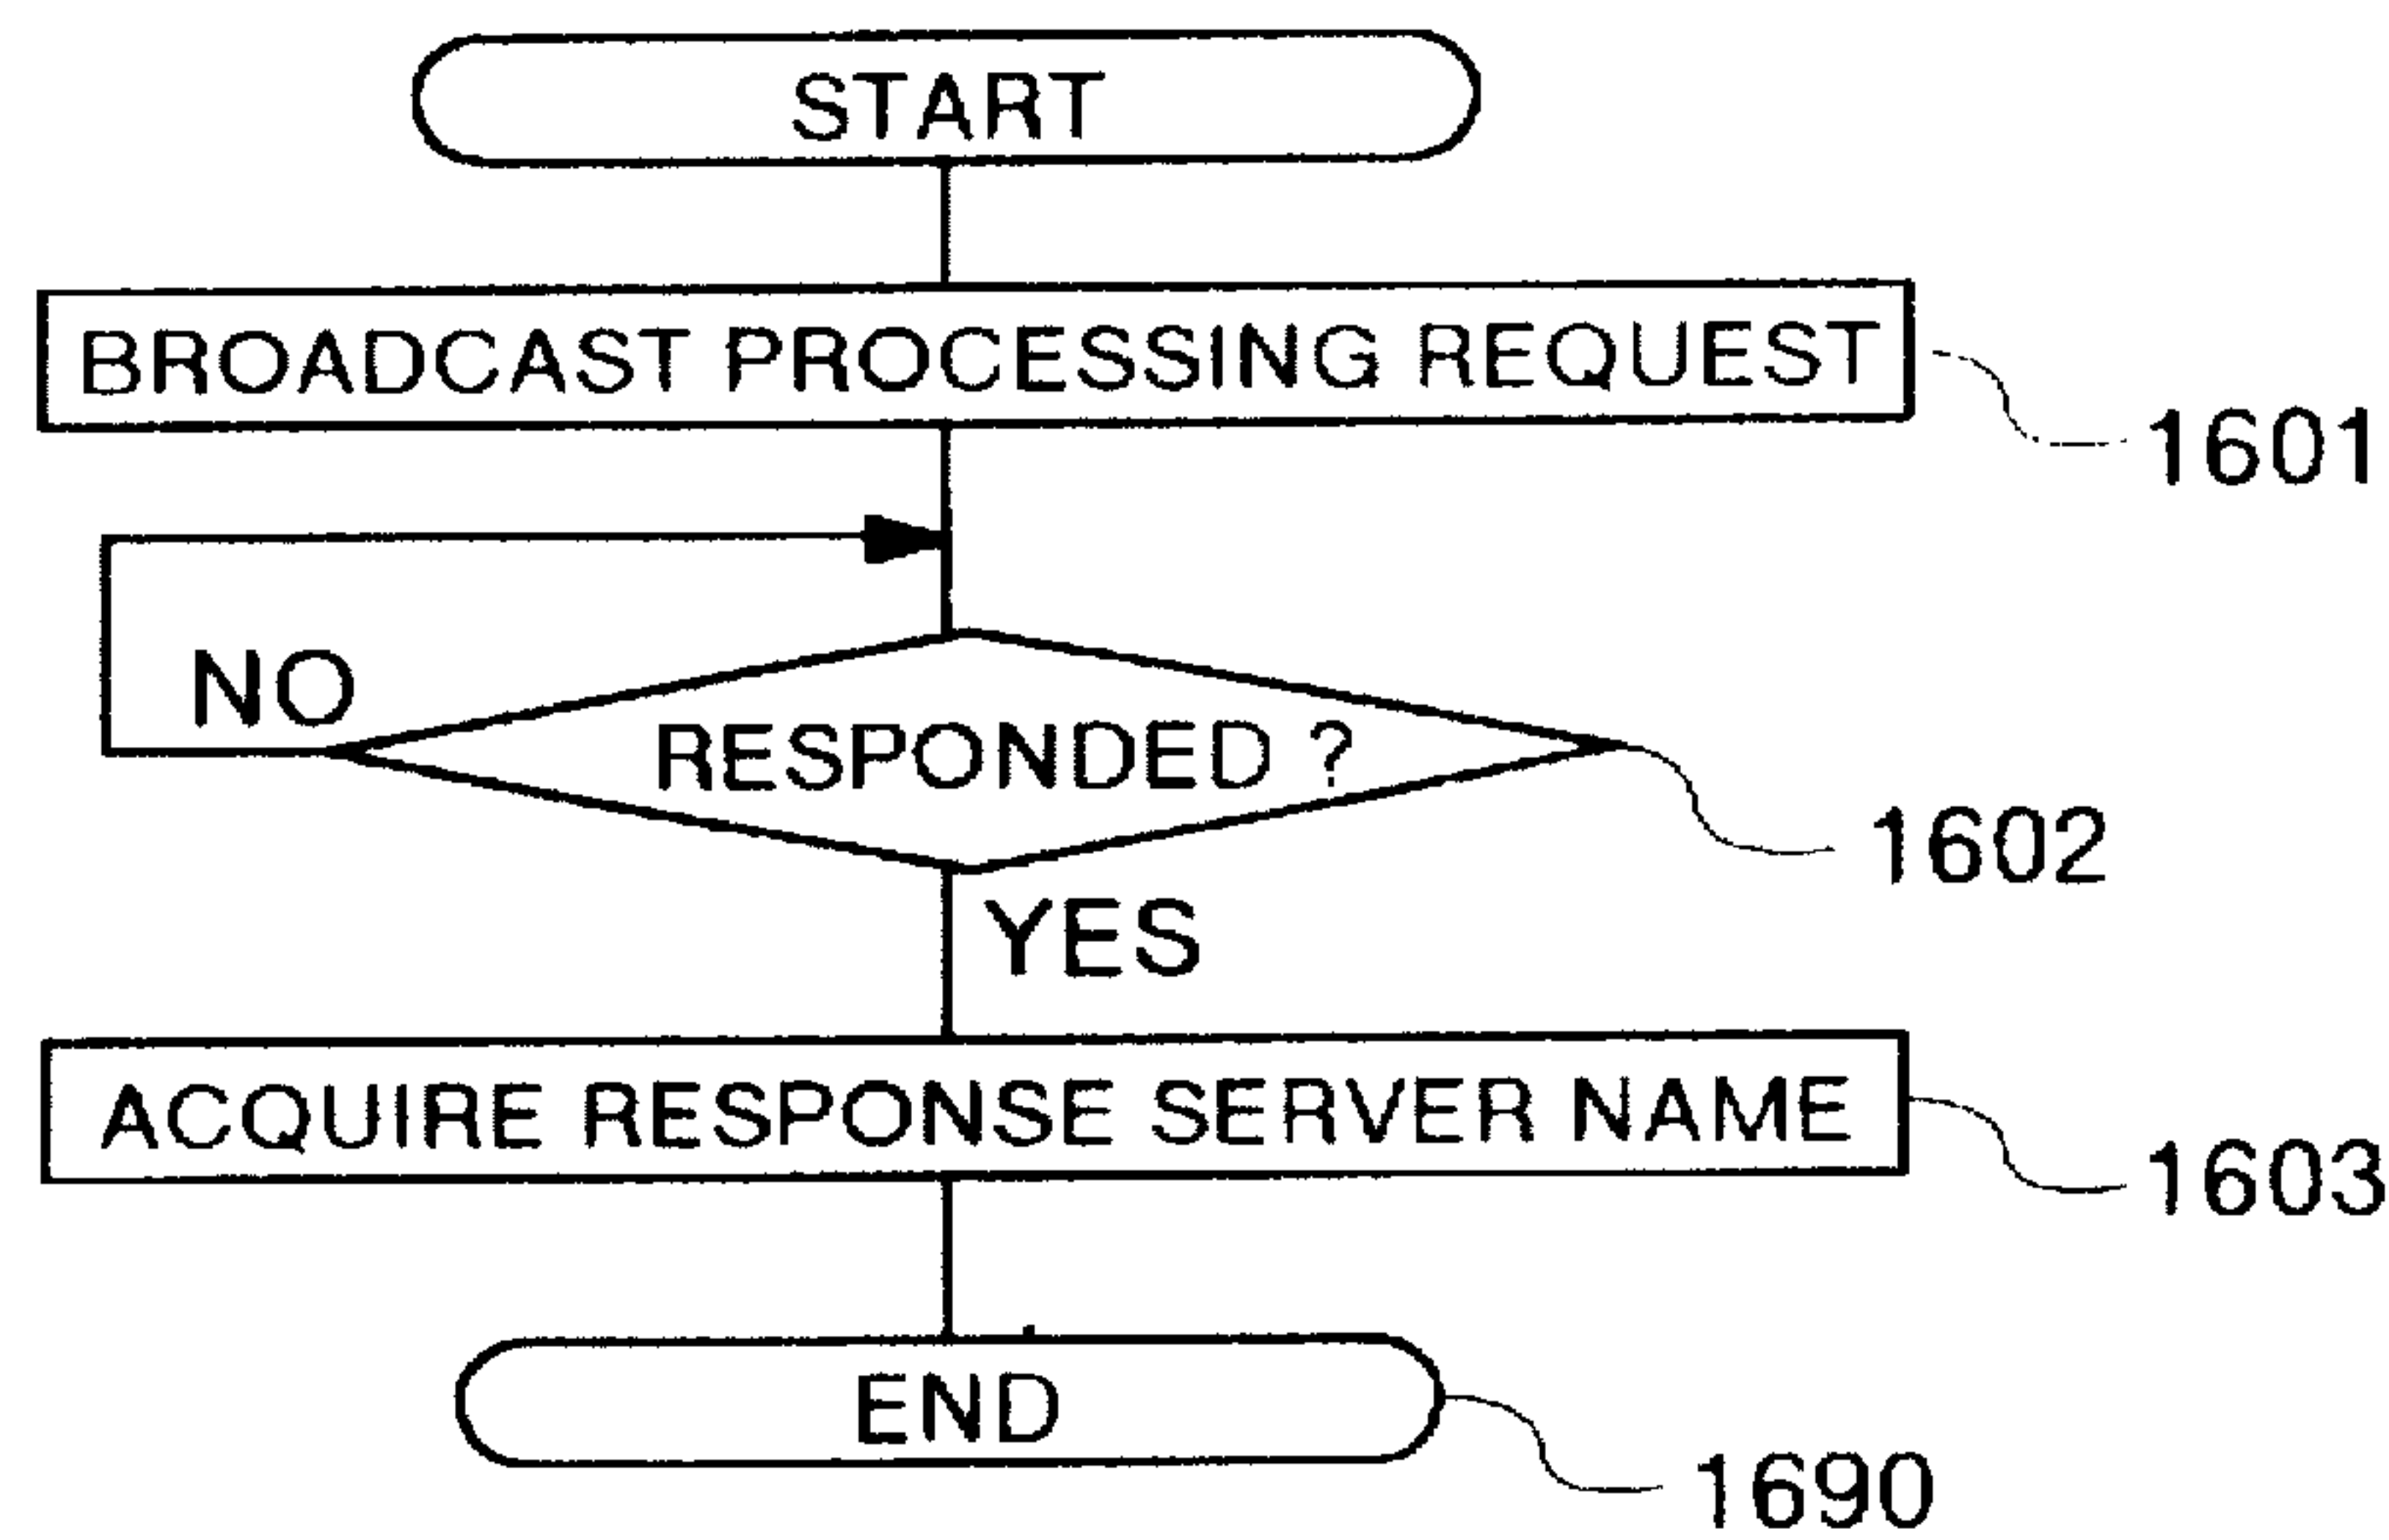 START
BROADCAST PROCESSING REQUEST
1601
NO
RESPONDED ?
1602
YES
ACQUIRE RESPONSE SERVER NAME
1603
END
1690